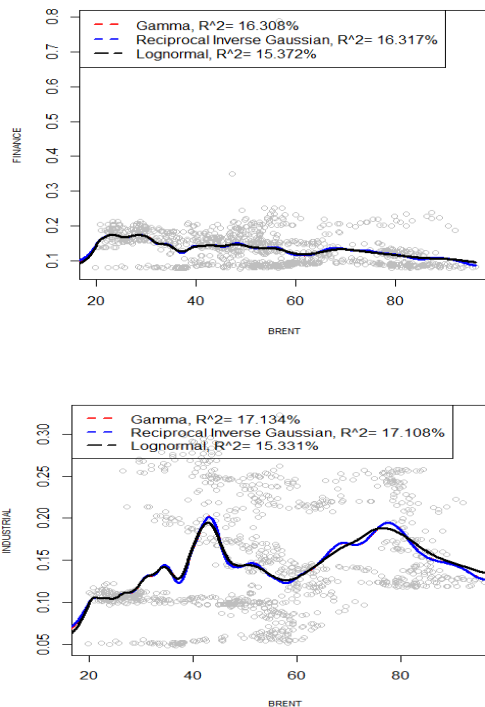 0.8
0.7
0.6
0.5
0.4
0.3
0.2
0.1
FINANCE
Gamma, R^2= 16.308%
Reciprocal Inverse Gaussian, R^2= 16.317%
Lognormal, R^2= 15.372%
20 40 60 80
BRENT
0.30
0.25
0.20
0.15
0.10
0.05
INDUSTRIAL
Gamma, R^2= 17.134%
Reciprocal Inverse Gaussian, R^2= 17.108%
Lognormal, R^2= 15.331%
20 40 60 80
BRENT